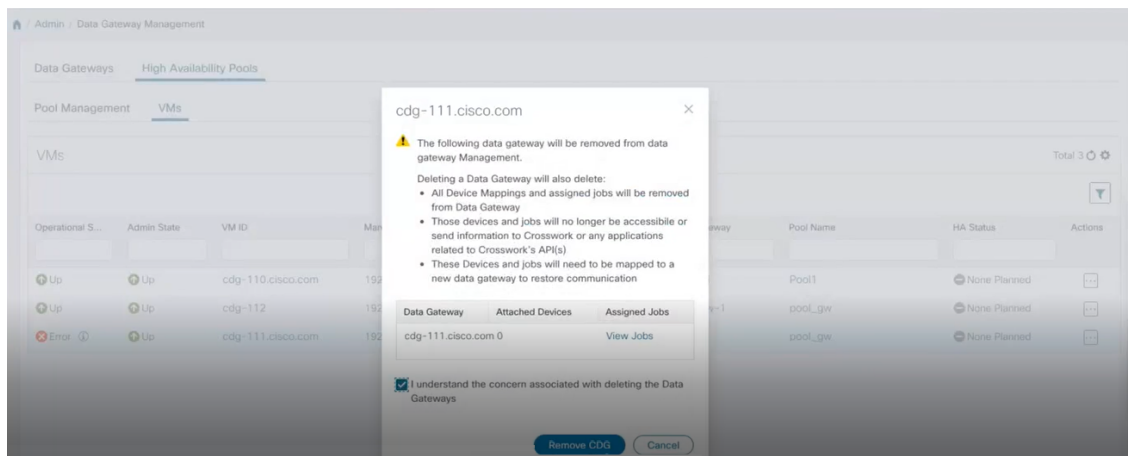 / Admin / Data Gateway Management
Data Gateways High Availability Pools
Pool Management VMs
VMs
Total 3
Operational S... Admin State VM ID Pool Name HA Status Actions
Up Up cdg-110.cisco.com Pool1 None Planned
Up Up cdg-112 pool_gw None Planned
Error Up cdg-111.cisco.com pool_gw None Planned
cdg-111.cisco.com
The following data gateway will be removed from data
gateway Management.
Deleting a Data Gateway will also delete:
• All Device Mappings and assigned jobs will be removed
from Data Gateway
• Those devices and jobs will no longer be accessibile or
send information to Crosswork or any applications
related to Crosswork's API(s)
• These Devices and jobs will need to be mapped to a
new data gateway to restore communication
Data Gateway Attached Devices Assigned Jobs
cdg-111.cisco.com 0 View Jobs
I understand the concern associated with deleting the Data
Gateways
Remove CDG Cancel